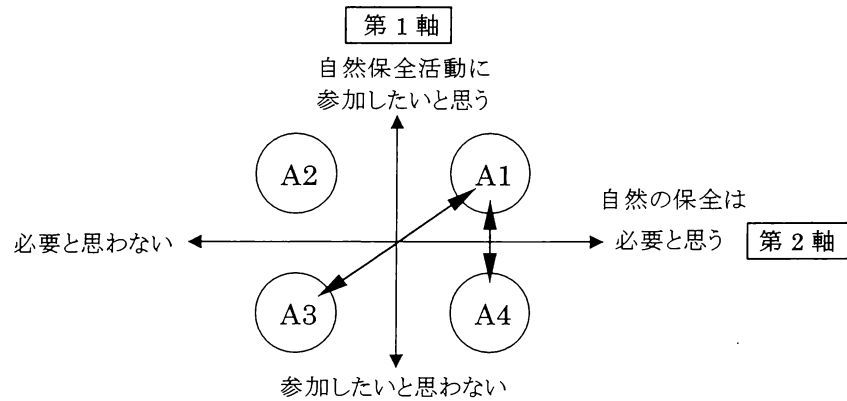 第1軸
自然保全活動に
参加したいと思う
A2
A1
自然の保全は
必要と思わない
必要と思う
第2軸
A3
A4
参加したいと思わない